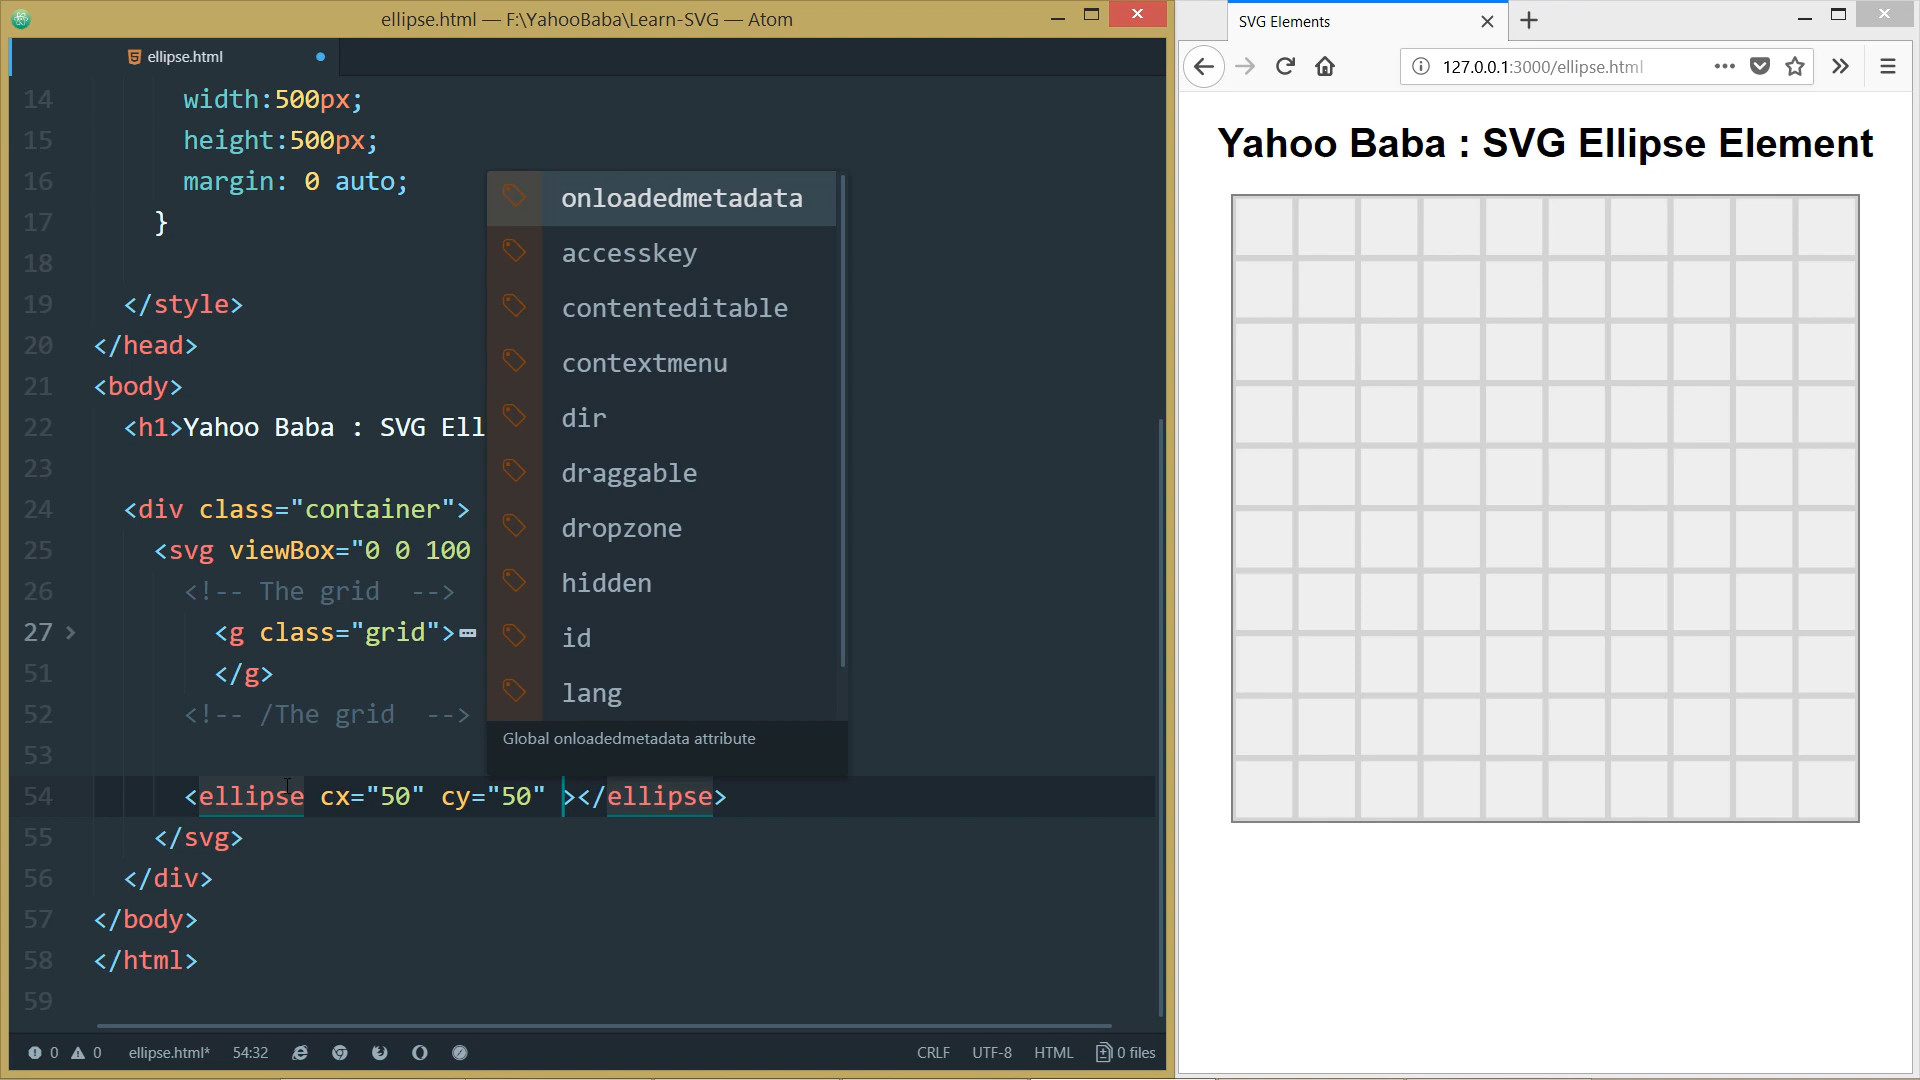 ellipse.html — F:\YahooBaba\Learn-SVG — Atom
ellipse.html
14 width:500px;
15 height:500px;
16 margin: 0 auto;
17 }
18
19 </style>
20 </head>
21 <body>
22 <h1>Yahoo Baba : SVG Ell
23
24 <div class="container">
25 <svg viewBox="0 0 100
26 <!-- The grid -->
27 <g class="grid">
51 </g>
52 <!-- /The grid -->
53
54 <ellipse cx="50" cy="50" ></ellipse>
55 </svg>
56 </div>
57 </body>
58 </html>
59
onloadedmetadata
accesskey
contenteditable
contextmenu
dir
draggable
dropzone
hidden
id
lang
Global onloadedmetadata attribute
0 0 ellipse.html* 54:32 CRLF UTF-8 HTML 0 files
SVG Elements
127.0.0.1:3000/ellipse.html
Yahoo Baba : SVG Ellipse Element